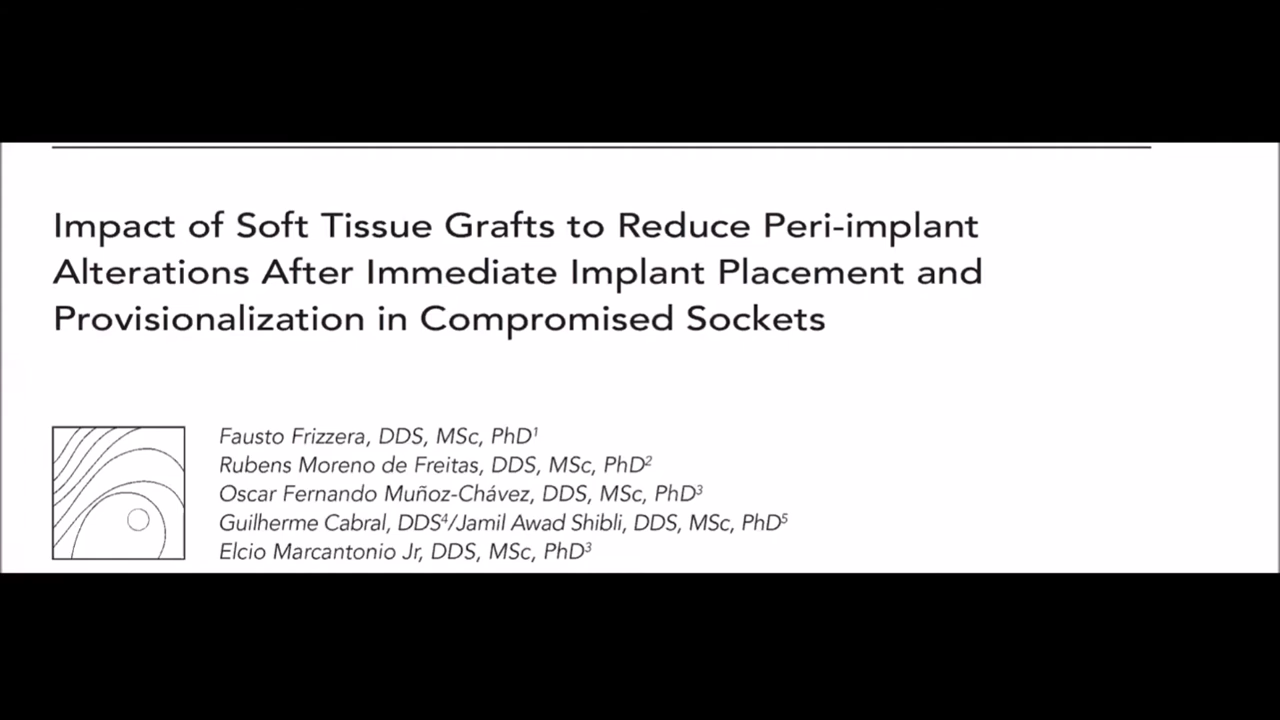 Impact of Soft Tissue Grafts to Reduce Peri-implant
Alterations After Immediate Implant Placement and
Provisionalization in Compromised Sockets
Fausto Frizzera, DDS, MSc, PhD¹
Rubens Moreno de Freitas, DDS, MSc, PhD²
Oscar Fernando Muñoz-Chávez, DDS, MSc, PhD³
Guilherme Cabral, DDS⁴/Jamil Awad Shibli, DDS, MSc, PhD⁵
Elcio Marcantonio Jr, DDS, MSc, PhD³